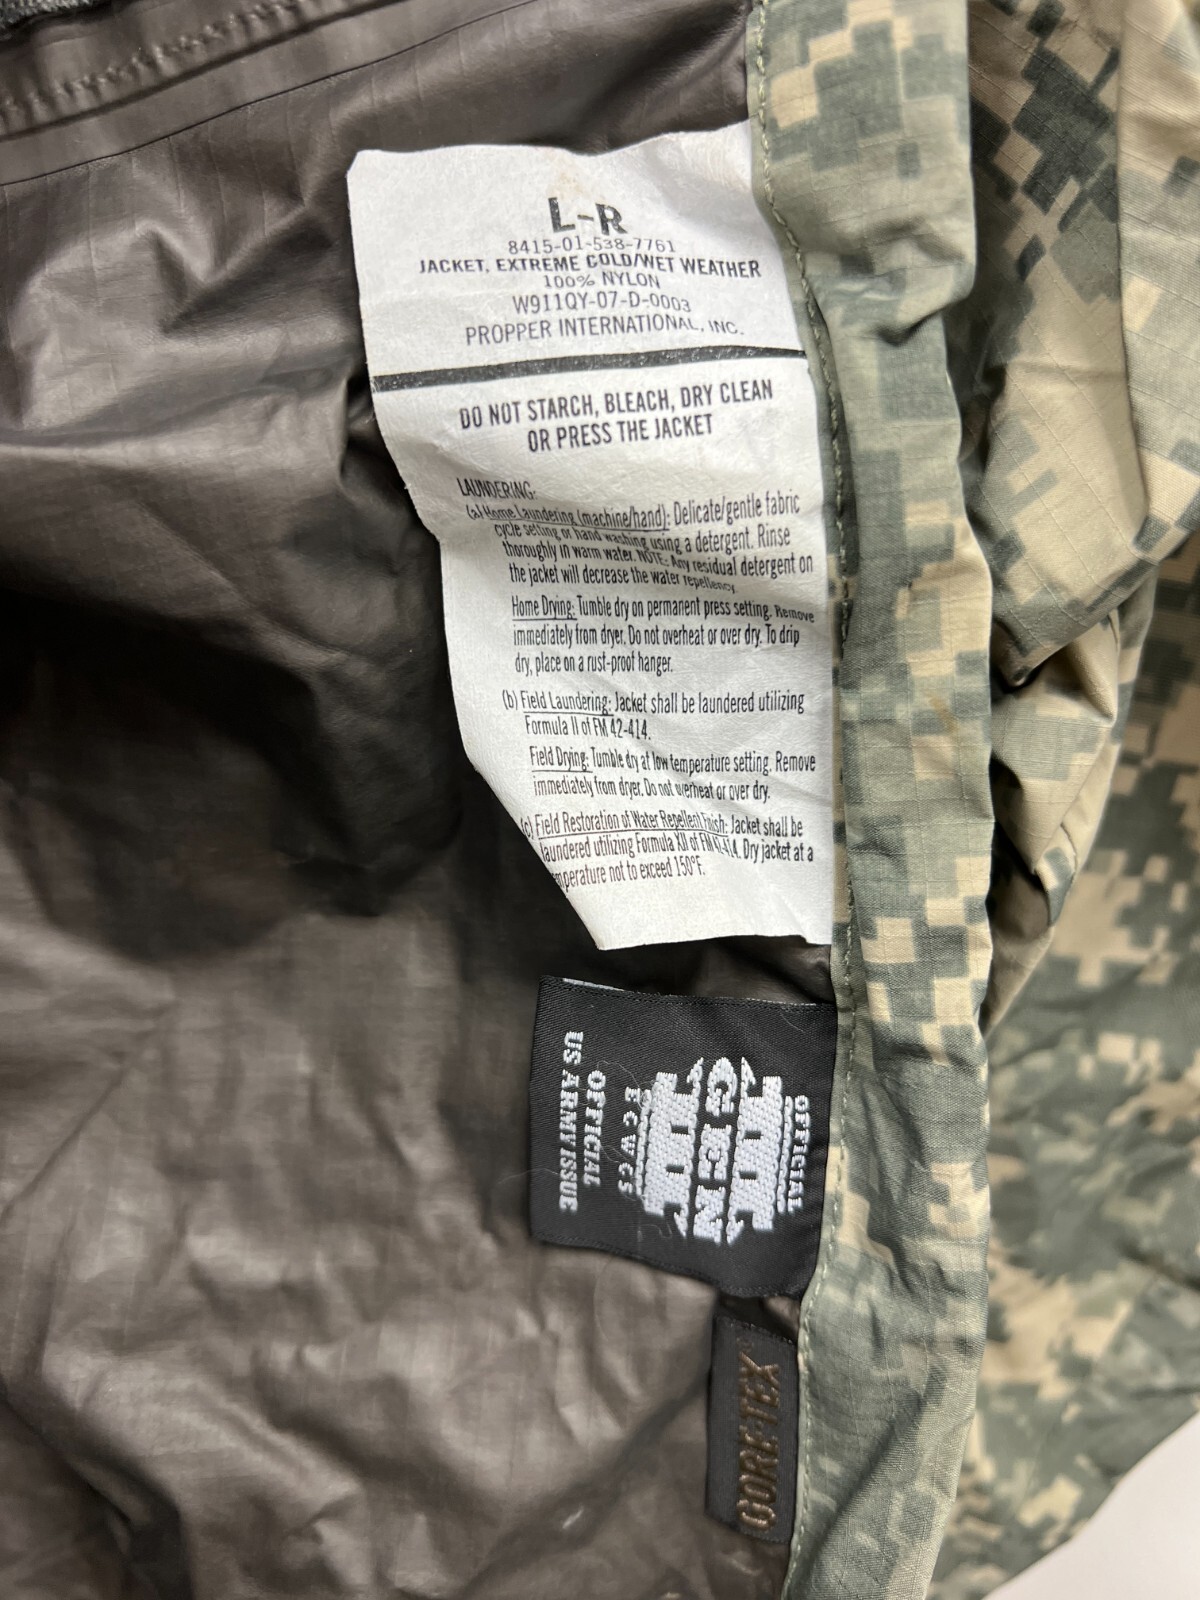 L-R
8415-01-538-7761
JACKET, EXTREME COLD/WET WEATHER
100% NYLON
W911QY-07-D-0003
PROPPER INTERNATIONAL, INC.
DO NOT STARCH, BLEACH, DRY CLEAN
OR PRESS THE JACKET
LAUNDERING:
(a) Home Laundering (machine/hand): Delicate/gentle fabric
cycle setting or hand washing using a detergent. Rinse
thoroughly in warm water. NOTE: Any residual detergent on
the jacket will decrease the water repellency.
Home Drying: Tumble dry on permanent press setting. Remove
immediately from dryer. Do not overheat or over dry. To drip
dry, place on a rust-proof hanger.
(b) Field Laundering: Jacket shall be laundered utilizing
Formula II of FM 42-414.
Field Drying: Tumble dry at low temperature setting. Remove
immediately from dryer. Do not overheat or over dry.
(c) Field Restoration of Water Repellent Finish: Jacket shall be
laundered utilizing Formula XII of FM 42-414. Dry jacket at a
temperature not to exceed 150°F.
OFFICIAL
GEN
III
ECWCS
OFFICIAL
US ARMY ISSUE
GORE-TEX®